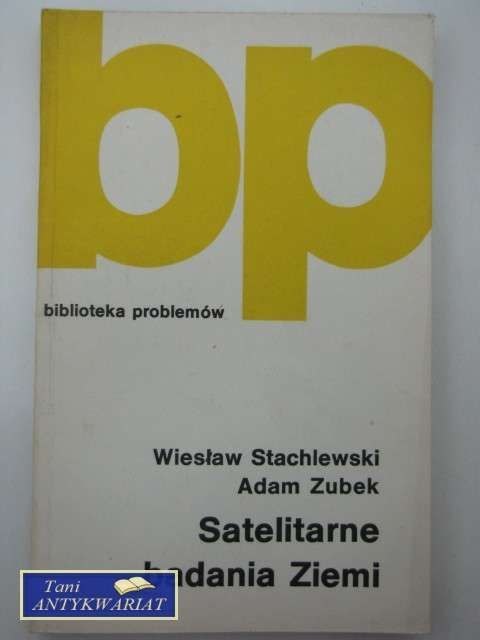 bp
biblioteka problemów
Wiesław Stachlewski
Adam Zubek
Satelitarne
badania Ziemi
Tani
ANTYKWARIAT